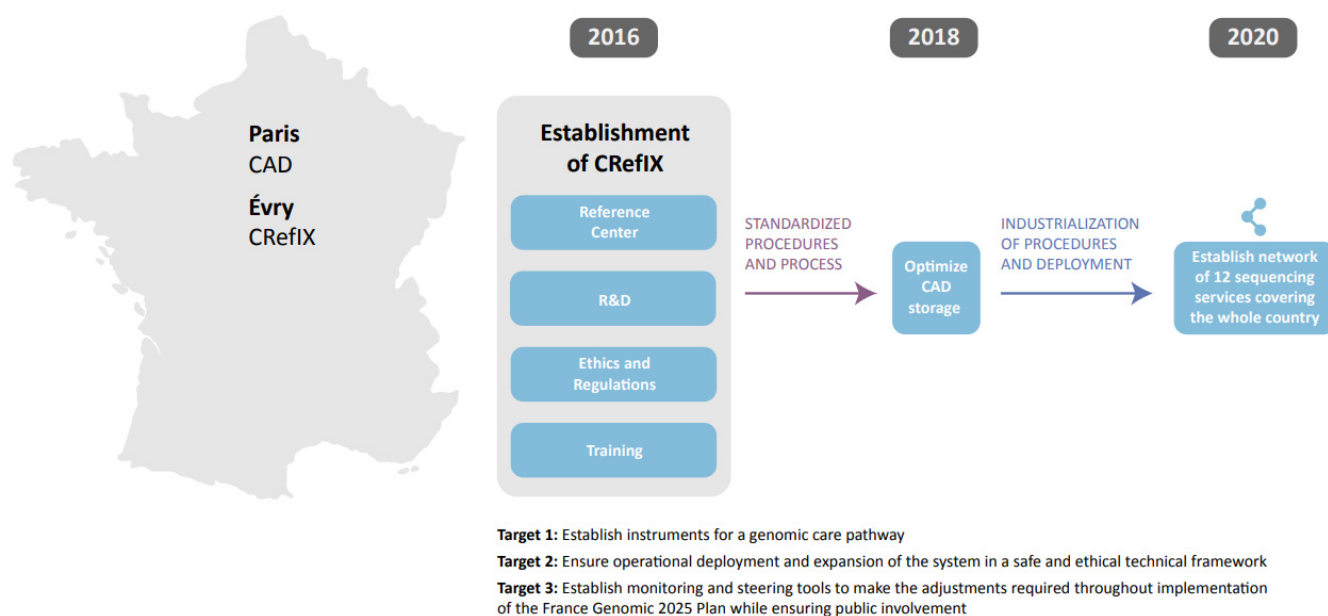 2016
2018
2020
Paris
CAD
Évry
CRefIX
Establishment
of CRefIX
Reference
Center
R&D
Ethics and
Regulations
Training
STANDARDIZED
PROCEDURES
AND PROCESS
Optimize
CAD
storage
INDUSTRIALIZATION
OF PROCEDURES
AND DEPLOYMENT
Establish network
of 12 sequencing
services covering
the whole country
Target 1: Establish instruments for a genomic care pathway
Target 2: Ensure operational deployment and expansion of the system in a safe and ethical technical framework
Target 3: Establish monitoring and steering tools to make the adjustments required throughout implementation
of the France Genomic 2025 Plan while ensuring public involvement